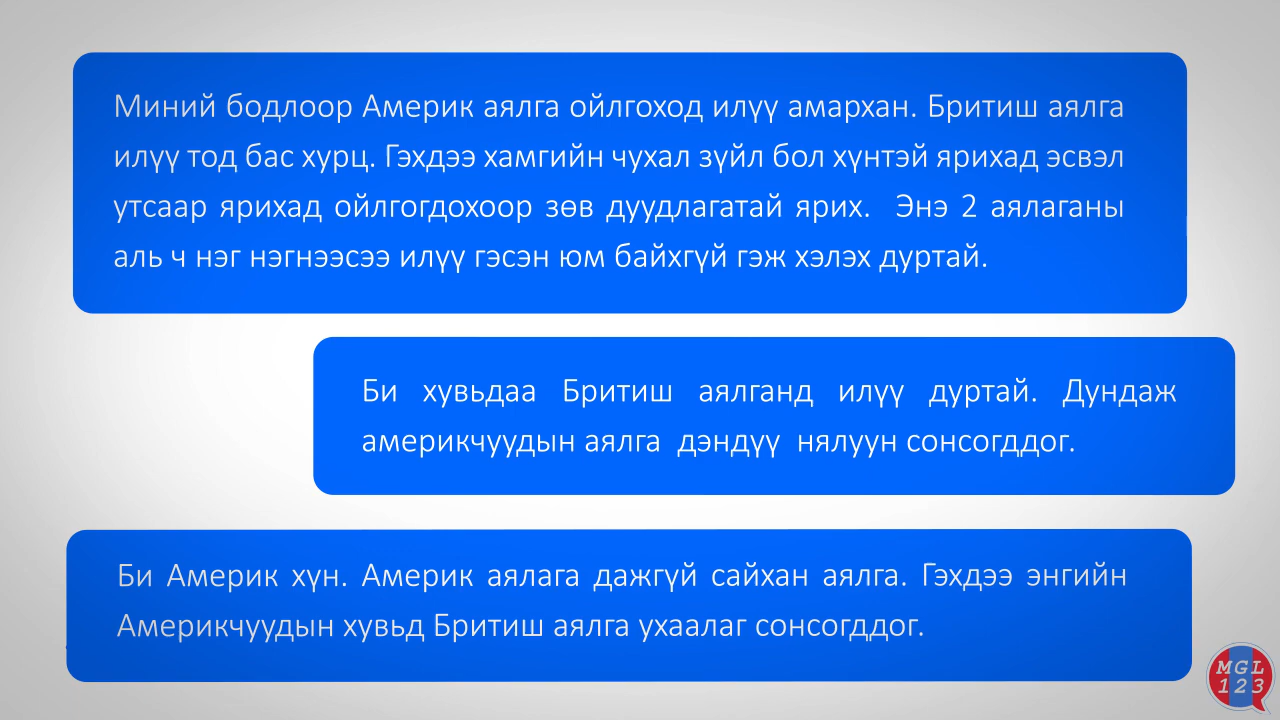 Миний бодлоор Америк аялга ойлгоход илүү амархан. Бритиш аялга
илүү тод бас хурц. Гэхдээ хамгийн чухал зүйл бол хүнтэй ярихад эсвэл
утсаар ярихад ойлгогдохоор зөв дуудлагатай ярих. Энэ 2 аялаганы
аль ч нэг нэгнээсээ илүү гэсэн юм байхгүй гэж хэлэх дуртай.
Би хувьдаа Бритиш аялганд илүү дуртай. Дундаж
америкчуудын аялга дэндүү нялуун сонсогддог.
Би Америк хүн. Америк аялага дажгүй сайхан аялга. Гэхдээ энгийн
Америкчуудын хувьд Бритиш аялга ухаалаг сонсогддог.
MGL
123